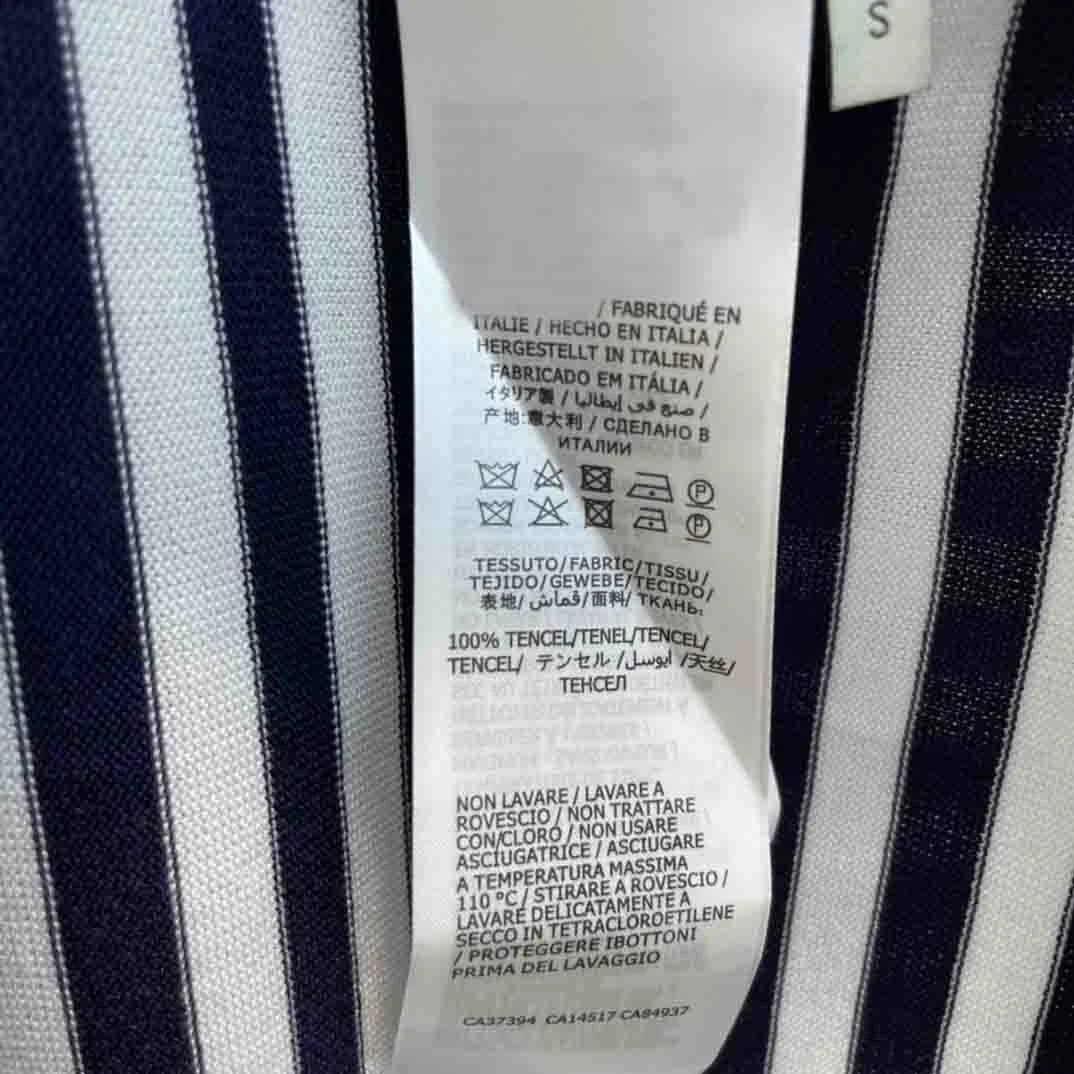 S
/ FABRIQUÉ EN
ITALIE / HECHO EN ITALIA /
HERGESTELLT IN ITALIEN /
FABRICADO EM ITÁLIA /
イタリア製 / صنع في إيطاليا /
产地:意大利 / СДЕЛАНО В
ИТАЛИИ
P
P
TESSUTO/FABRIC/TISSU/
TEJIDO/GEWEBE/TECIDO/
表地/ قماش/面料/ ТКАНЬ:
100% TENCEL/TENEL/TENCEL/
TENCEL/ テンセル /ايوسل /天丝/
ТЕНСЕЛ
NON LAVARE / LAVARE A
ROVESCIO / NON TRATTARE
CON/CLORO / NON USARE
ASCIUGATRICE / ASCIUGARE
A TEMPERATURA MASSIMA
110 ºC / STIRARE A ROVESCIO /
LAVARE DELICATAMENTE A
SECCO IN TETRACLOROETILENE
/ PROTEGGERE IBOTTONI
PRIMA DEL LAVAGGIO
CA37394 CA14517 CA84937